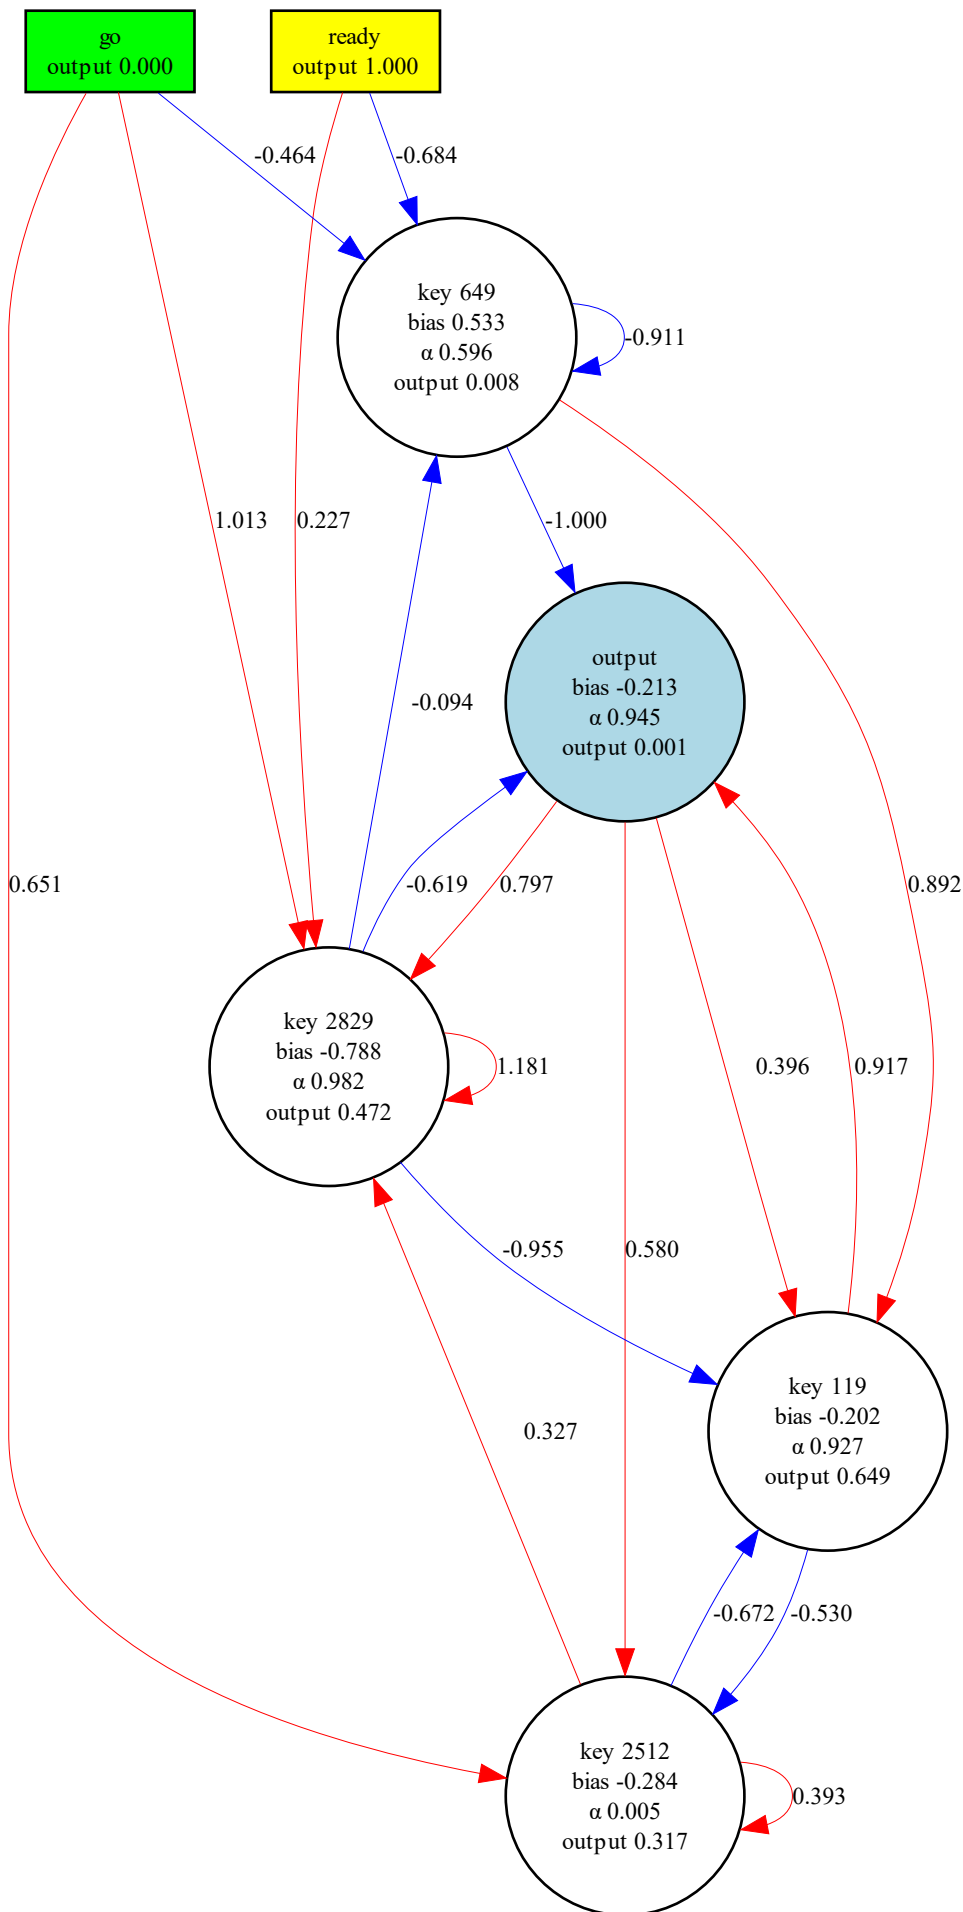 go
output 0.000
ready
output 1.000
-0.464
-0.684
key 649
bias 0.533
α 0.596
output 0.008
-0.911
1.013
0.227
-1.000
output
bias -0.213
α 0.945
output 0.001
-0.094
0.651
-0.619
0.797
0.892
key 2829
bias -0.788
α 0.982
output 0.472
1.181
0.396
0.917
-0.955
0.580
key 119
bias -0.202
α 0.927
output 0.649
0.327
-0.672
-0.530
key 2512
bias -0.284
α 0.005
output 0.317
0.393